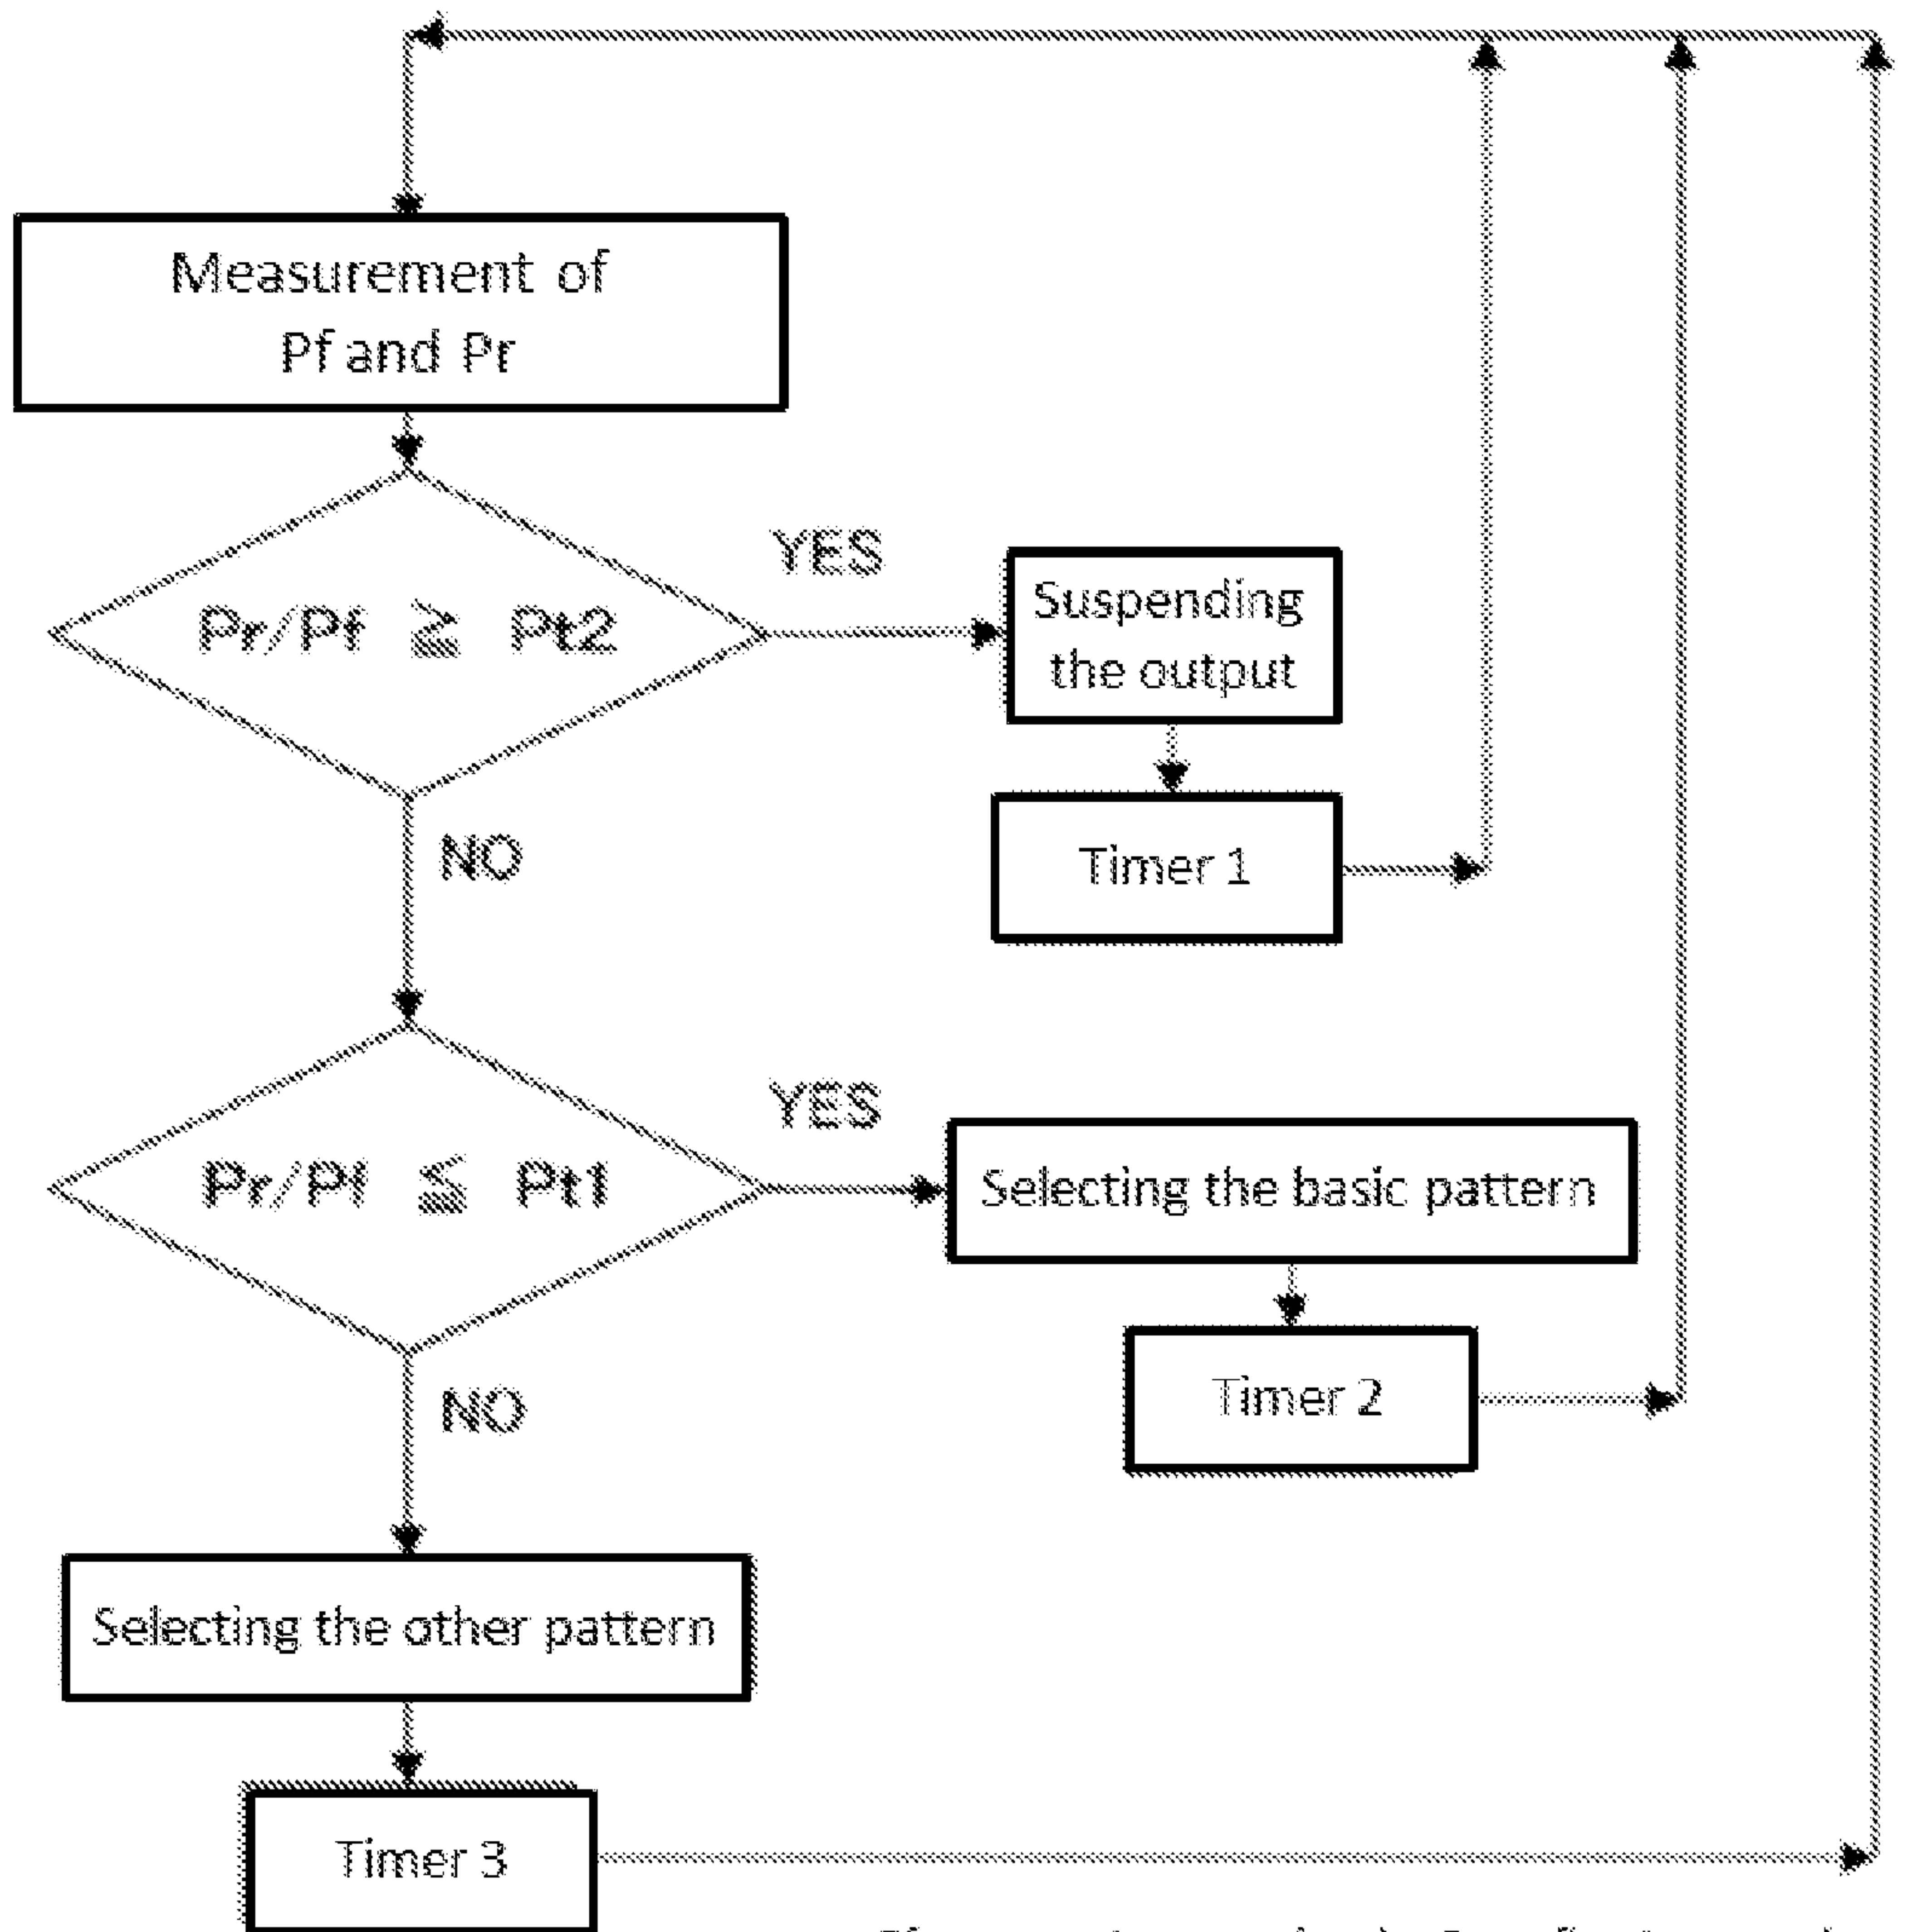 Measurement of
Pf and Pr
YES
Pr/Pf ≧ Pt2
Suspending
the output
NO
Timer 1
YES
Pr/Pf ≦ Pt1
Selecting the basic pattern
NO
Timer 2
Selecting the other pattern
Timer 3